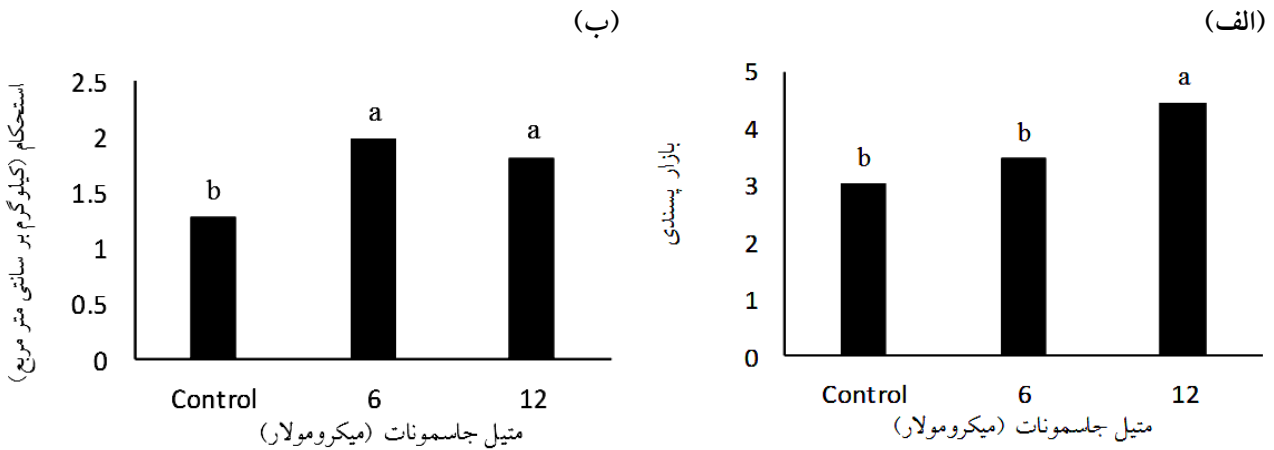 (الف)
بازار پسندی
5
4
3
2
1
0
b
b
a
Control
6
12
متیل جاسمونات (میکرومولار)
(ب)
استحکام (کیلوگرم بر سانتی متر مربع)
2.5
2
1.5
1
0.5
0
b
a
a
Control
6
12
متیل جاسمونات (میکرومولار)